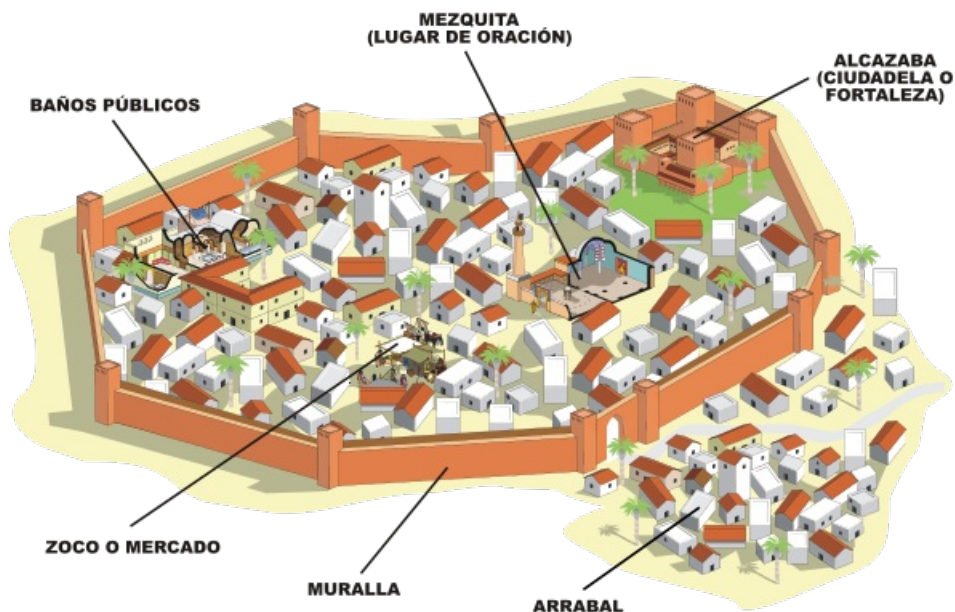 MEZQUITA
(LUGAR DE ORACIÓN)
ALCAZABA
(CIUDADELA O
FORTALEZA)
BAÑOS PÚBLICOS
ZOCO O MERCADO
MURALLA
ARRABAL